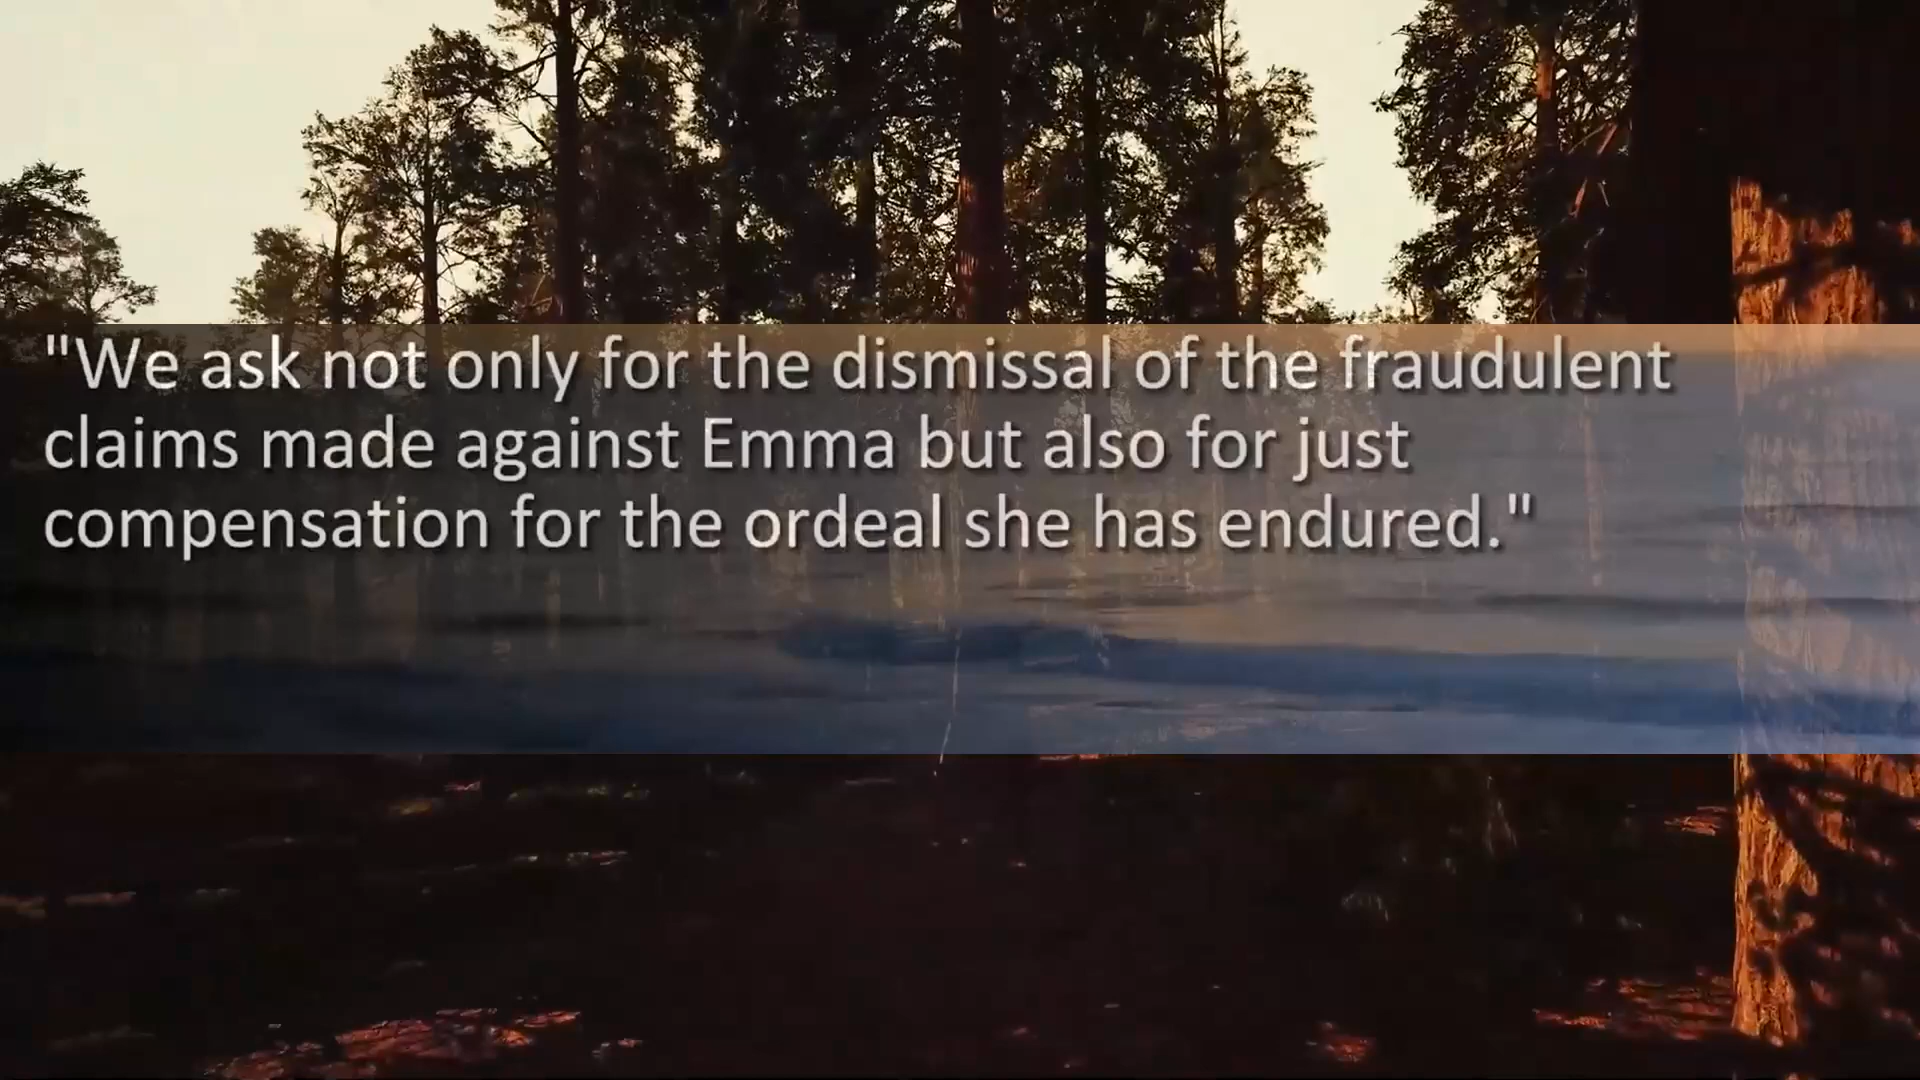 "We ask not only for the dismissal of the fraudulent
claims made against Emma but also for just
compensation for the ordeal she has endured."